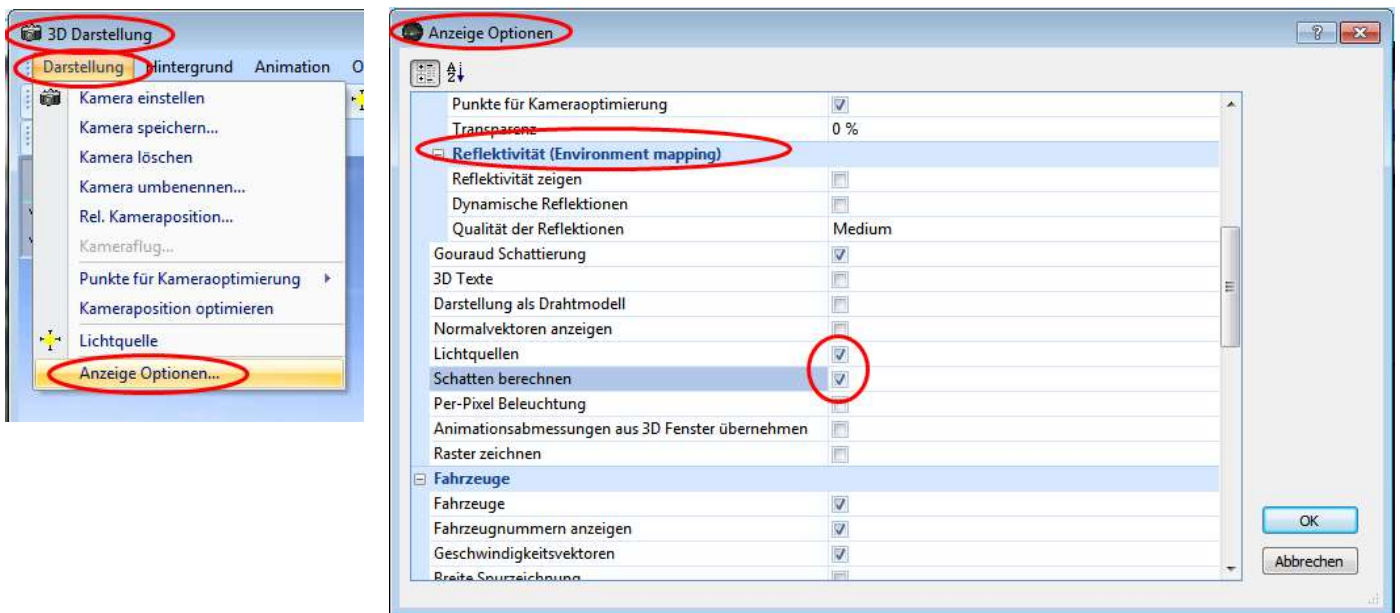 3D Darstellung
Darstellung Hintergrund Animation O
Kamera einstellen
Kamera speichern...
Kamera löschen
Kamera umbenennen...
Rel. Kameraposition...
Kameraflug...
Punkte für Kameraoptimierung
Kameraposition optimieren
Lichtquelle
Anzeige Optionen...
Anzeige Optionen
Punkte für Kameraoptimierung
Transparenz 0 %
Reflektivität (Environment mapping)
Reflektivität zeigen
Dynamische Reflektionen
Qualität der Reflektionen Medium
Gouraud Schattierung
3D Texte
Darstellung als Drahtmodell
Normalvektoren anzeigen
Lichtquellen
Schatten berechnen
Per-Pixel Beleuchtung
Animationsabmessungen aus 3D Fenster übernehmen
Raster zeichnen
Fahrzeuge
Fahrzeuge
Fahrzeugnummern anzeigen
Geschwindigkeitsvektoren
Breite Spurzeichnung
OK
Abbrechen